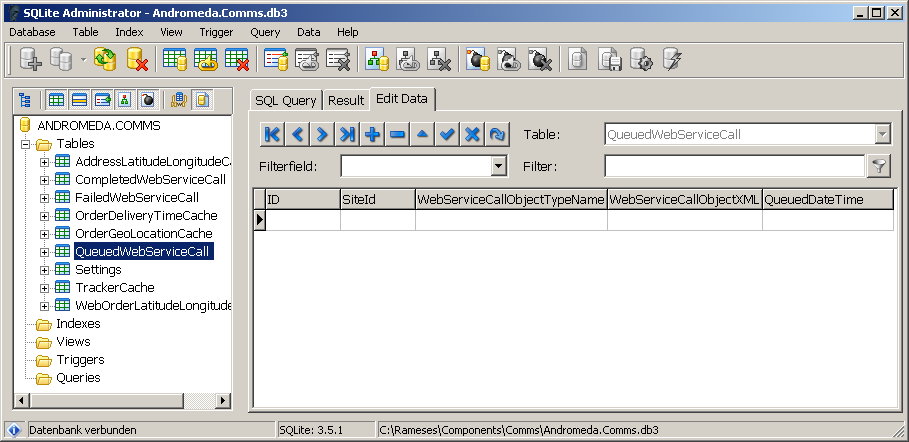 SQLite Administrator - Andromeda.Comms.db3
Database Table Index View Trigger Query Data Help
SQL Query Result Edit Data
ANDROMEDA.COMMS
Tables
AddressLatitudeLongitudeCa
CompletedWebServiceCall
FailedWebServiceCall
OrderDeliveryTimeCache
OrderGeoLocationCache
QueuedWebServiceCall
Settings
TrackerCache
WebOrderLatitudeLongitude
Indexes
Views
Triggers
Queries
Table: QueuedWebServiceCall
Filterfield: Filter:
ID SiteId WebServiceCallObjectTypeName WebServiceCallObjectXML QueuedDateTime
Datenbank verbunden SQLite: 3.5.1 C:\Rameses\Components\Comms\Andromeda.Comms.db3